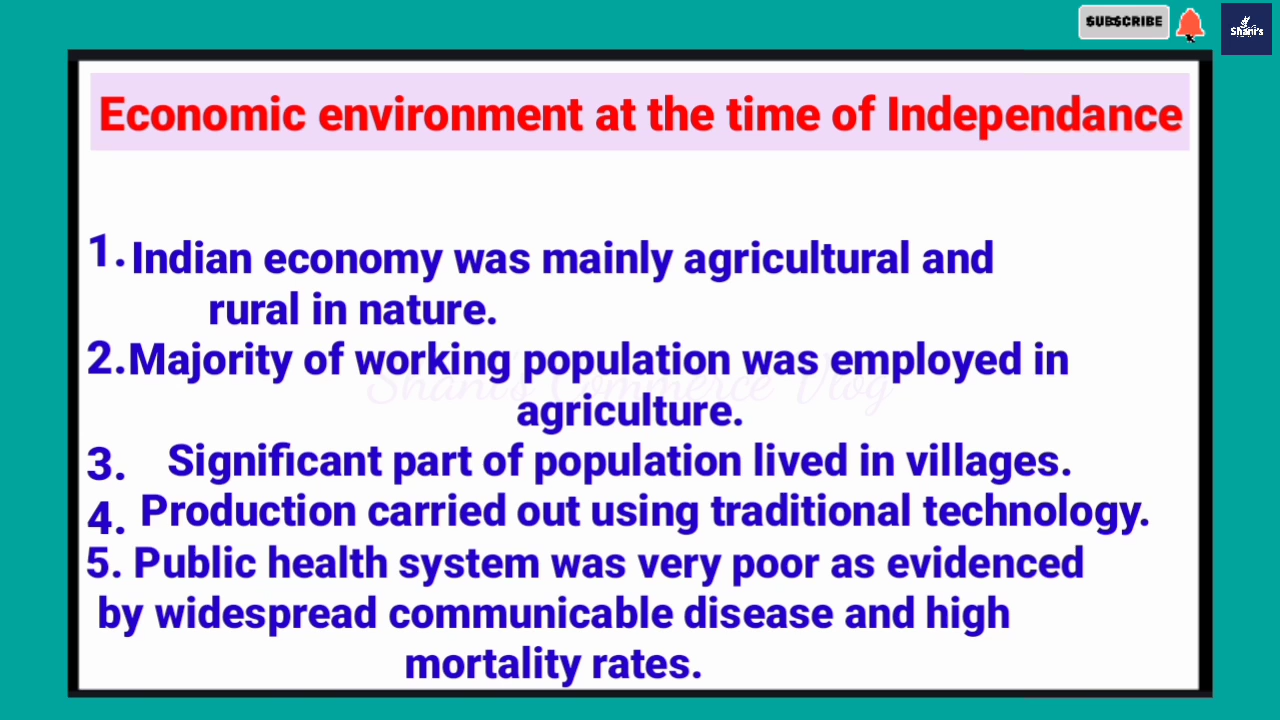 SUBSCRIBE
Shani's
Economic environment at the time of Independance
1. Indian economy was mainly agricultural and
rural in nature.
2. Majority of working population was employed in
agriculture.
Shani's Commerce Vlog
3. Significant part of population lived in villages.
4. Production carried out using traditional technology.
5. Public health system was very poor as evidenced
by widespread communicable disease and high
mortality rates.